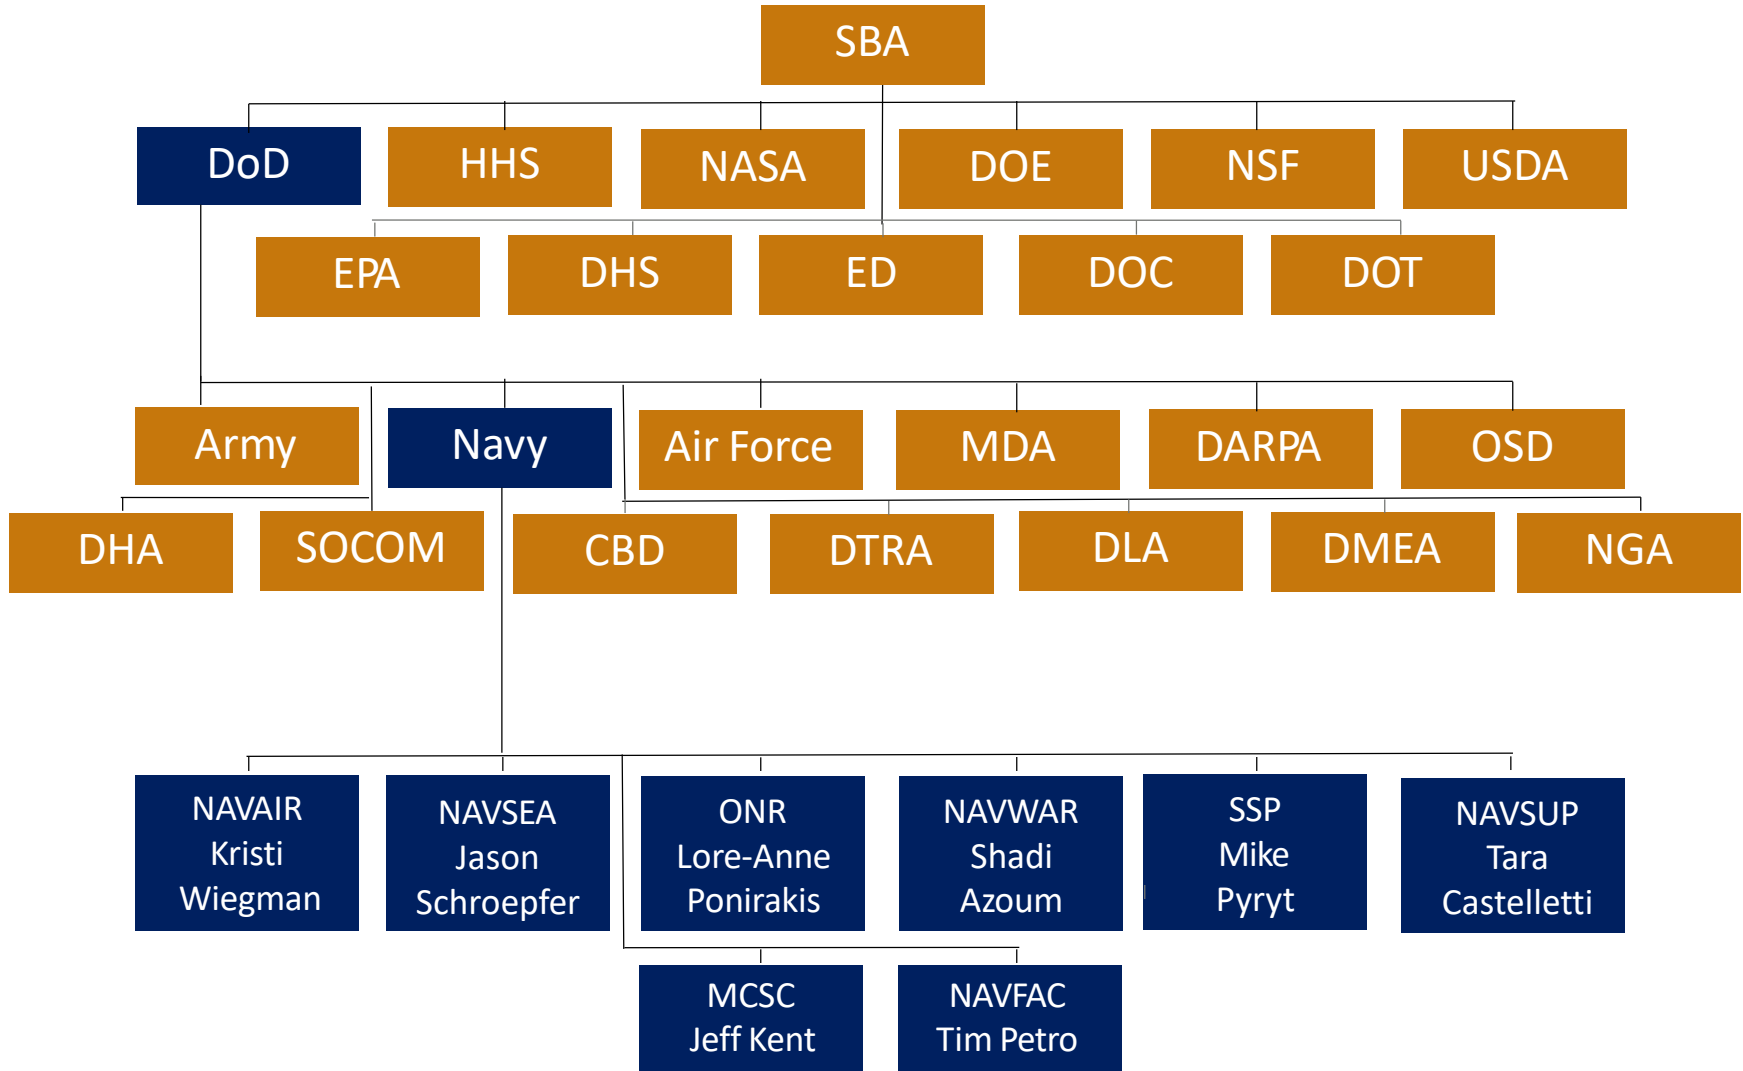 SBA
DoD
HHS
NASA
DOE
NSF
USDA
EPA
DHS
ED
DOC
DOT
Army
Navy
Air Force
MDA
DARPA
OSD
DHA
SOCOM
CBD
DTRA
DLA
DMEA
NGA
NAVAIR
Kristi
Wiegman
NAVSEA
Jason
Schroepfer
ONR
Lore-Anne
Ponirakis
NAVWAR
Shadi
Azoum
SSP
Mike
Pyryt
NAVSUP
Tara
Castelletti
MCSC
Jeff Kent
NAVFAC
Tim Petro